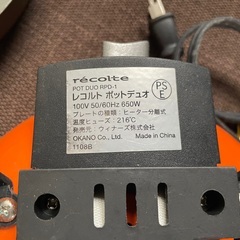 récolte
POT DUO RPD-1
レコルト ポットデュオ
100V 50/60Hz 650W
プレートの種類：ヒーター分離式
温度ヒューズ：216℃
発売元 ウィナーズ株式会社
OKANO Co., Ltd. Made in China
1108B
PS
E